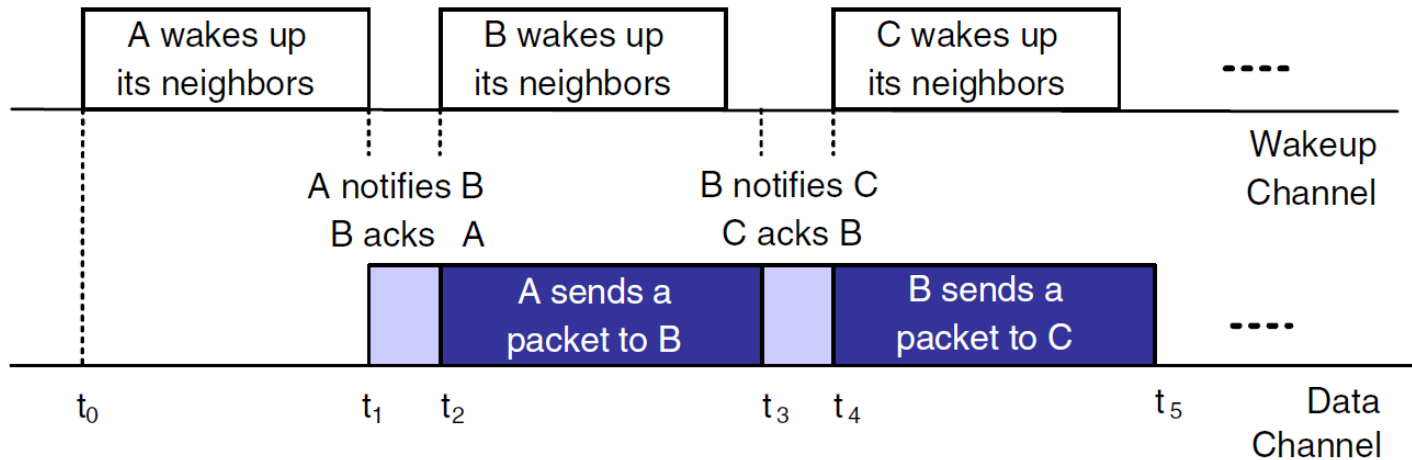 A wakes up
its neighbors
B wakes up
its neighbors
C wakes up
its neighbors
Wakeup
Channel
A notifies B
B acks A
B notifies C
C acks B
A sends a
packet to B
B sends a
packet to C
t0
t1
t2
t3
t4
t5
Data
Channel